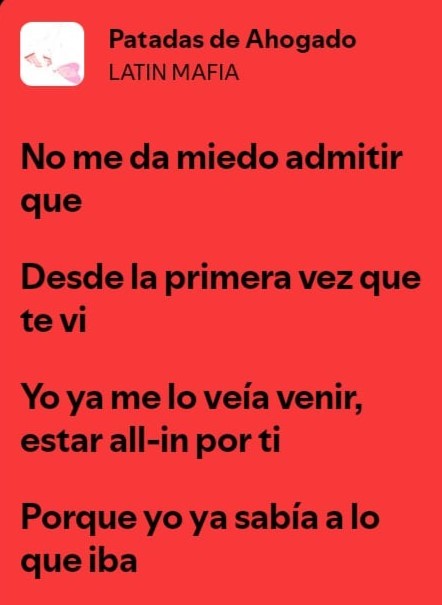 Patadas de Ahogado
LATIN MAFIA
No me da miedo admitir
que
Desde la primera vez que
te vi
Yo ya me lo veía venir,
estar all-in por ti
Porque yo ya sabía a lo
que iba